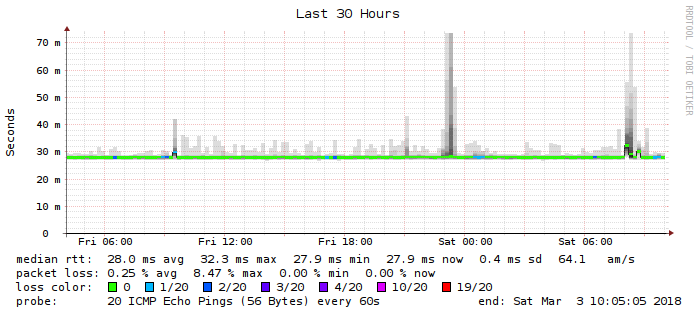 Last 30 Hours
RRDTOOL / TOBI OETIKER
Seconds
70 m
60 m
50 m
40 m
30 m
20 m
10 m
0
Fri 06:00 Fri 12:00 Fri 18:00 Sat 00:00 Sat 06:00
median rtt: 28.0 ms avg 32.3 ms max 27.9 ms min 27.9 ms now 0.4 ms sd 64.1 am/s
packet loss: 0.25 % avg 8.47 % max 0.00 % min 0.00 % now
loss color: 0 1/20 2/20 3/20 4/20 10/20 19/20
probe: 20 ICMP Echo Pings (56 Bytes) every 60s end: Sat Mar 3 10:05:05 2018